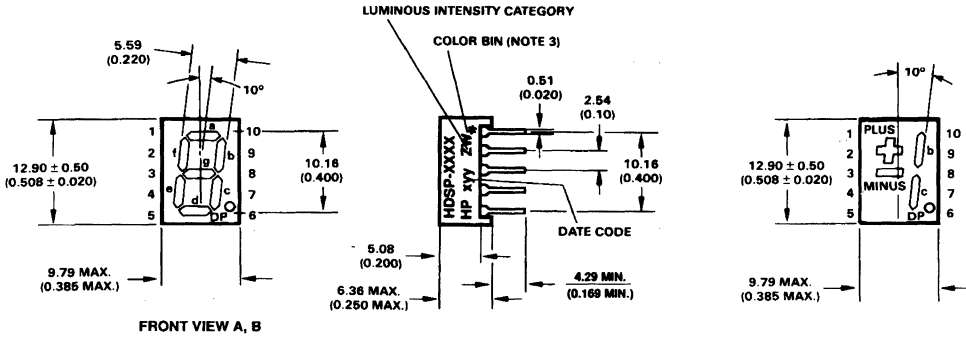 LUMINOUS INTENSITY CATEGORY
COLOR BIN (NOTE 3)
5.59
(0.220)
10°
a
b
c
d
e
f
g
DP
1
2
3
4
5
10
9
8
7
6
12.90 ± 0.50
(0.508 ± 0.020)
10.16
(0.400)
9.79 MAX.
(0.385 MAX.)
FRONT VIEW A, B
0.51
(0.020)
2.54
(0.10)
10.16
(0.400)
HDSP-XXXX
ZW
HP xyy
DATE CODE
5.08
(0.200)
6.36 MAX.
(0.250 MAX.)
4.29 MIN.
(0.169 MIN.)
10°
12.90 ± 0.50
(0.508 ± 0.020)
1
2
3
4
5
PLUS
MINUS
b
c
DP
10
9
8
7
6
9.79 MAX.
(0.385 MAX.)